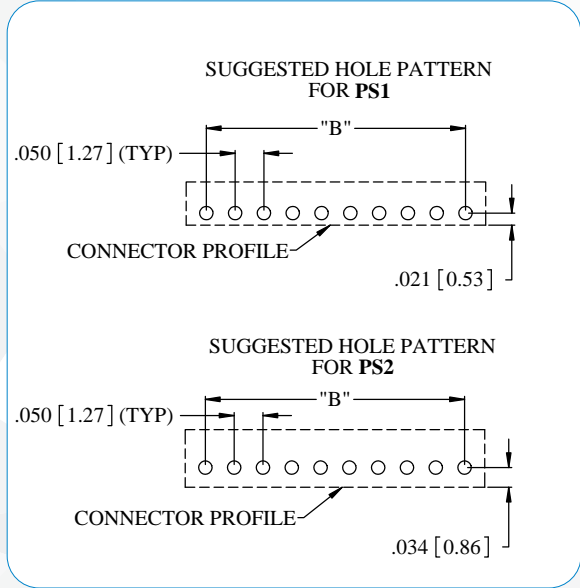 SUGGESTED HOLE PATTERN
FOR PS1
"B"
.050 [1.27] (TYP)
CONNECTOR PROFILE
.021 [0.53]
SUGGESTED HOLE PATTERN
FOR PS2
"B"
.050 [1.27] (TYP)
CONNECTOR PROFILE
.034 [0.86]